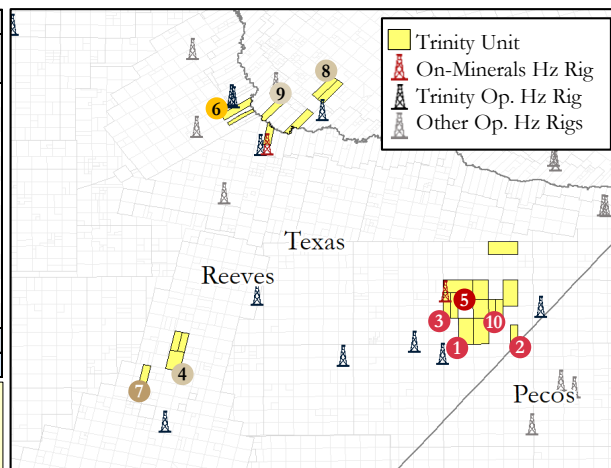 Trinity Unit
On-Minerals Hz Rig
Trinity Op. Hz Rig
Other Op. Hz Rigs
8
9
6
Texas
Reeves
5
3
10
1
2
4
7
Pecos